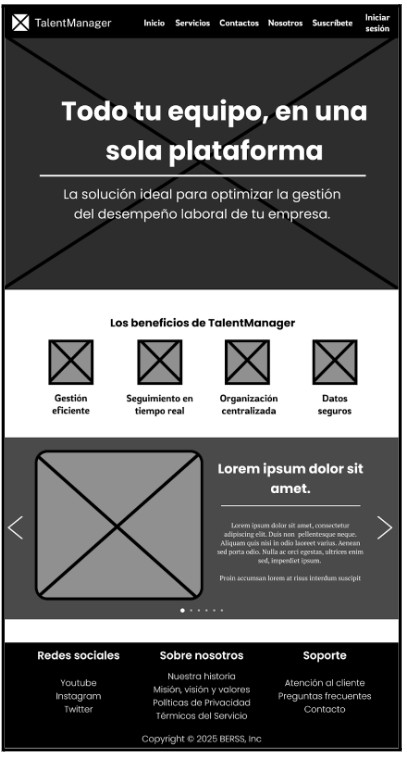 TalentManager
Inicio
Servicios
Contactos
Nosotros
Suscríbete
Iniciar
sesión
Todo tu equipo, en una
sola plataforma
La solución ideal para optimizar la gestión
del desempeño laboral de tu empresa.
Los beneficios de TalentManager
Gestión
eficiente
Seguimiento en
tiempo real
Organización
centralizada
Datos
seguros
Lorem ipsum dolor sit
amet.
Lorem ipsum dolor sit amet, consectetur
adipiscing elit. Duis non pellentesque neque.
Aliquam quis nisi in odio laoreet varius. Aenean
sed porta odio. Nulla ac orci egestas, ultrices enim
sed, imperdiet ipsum.
Proin accumsan lorem at risus interdum suscipit
Redes sociales
Youtube
Instagram
Twitter
Sobre nosotros
Nuestra historia
Misión, visión y valores
Políticas de Privacidad
Términos del Servicio
Soporte
Atención al cliente
Preguntas frecuentes
Contacto
Copyright © 2025 BERSS, Inc